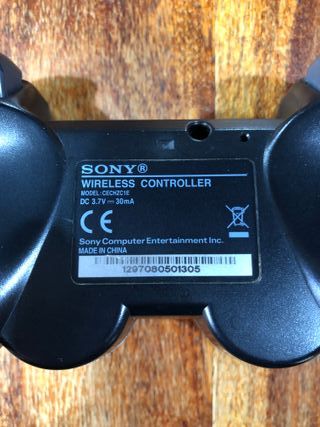 SONY®
WIRELESS CONTROLLER
MODEL:CECHZC1E
DC 3.7V⎓30mA
CE
Sony Computer Entertainment Inc.
MADE IN CHINA
1297080501305